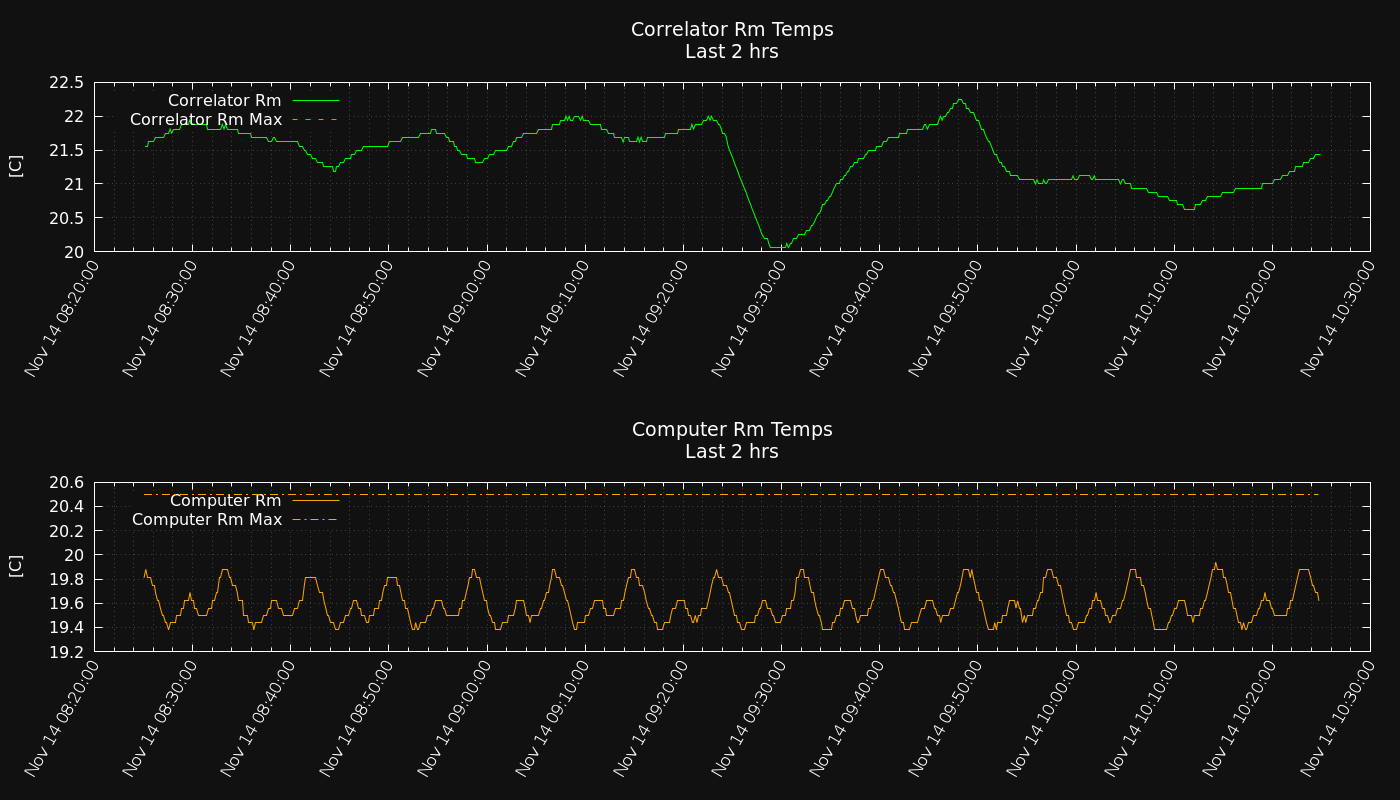 Correlator Rm Temps
Last 2 hrs
22.5
22
21.5
21
20.5
20
[C]
Correlator Rm
Correlator Rm Max
Nov 14 08:20:00
Nov 14 08:30:00
Nov 14 08:40:00
Nov 14 08:50:00
Nov 14 09:00:00
Nov 14 09:10:00
Nov 14 09:20:00
Nov 14 09:30:00
Nov 14 09:40:00
Nov 14 09:50:00
Nov 14 10:00:00
Nov 14 10:10:00
Nov 14 10:20:00
Nov 14 10:30:00
Computer Rm Temps
Last 2 hrs
20.6
20.4
20.2
20
19.8
19.6
19.4
19.2
[C]
Computer Rm
Computer Rm Max
Nov 14 08:20:00
Nov 14 08:30:00
Nov 14 08:40:00
Nov 14 08:50:00
Nov 14 09:00:00
Nov 14 09:10:00
Nov 14 09:20:00
Nov 14 09:30:00
Nov 14 09:40:00
Nov 14 09:50:00
Nov 14 10:00:00
Nov 14 10:10:00
Nov 14 10:20:00
Nov 14 10:30:00